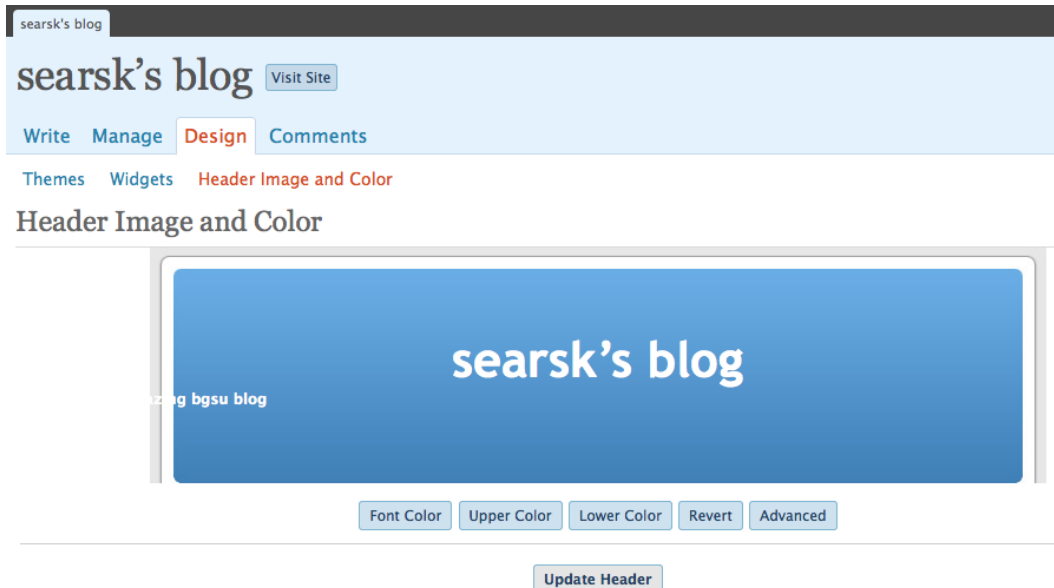 searsk's blog
searsk's blog Visit Site
Write Manage Design Comments
Themes Widgets Header Image and Color
Header Image and Color
searsk's blog
bgsu blog
Font Color Upper Color Lower Color Revert Advanced
Update Header